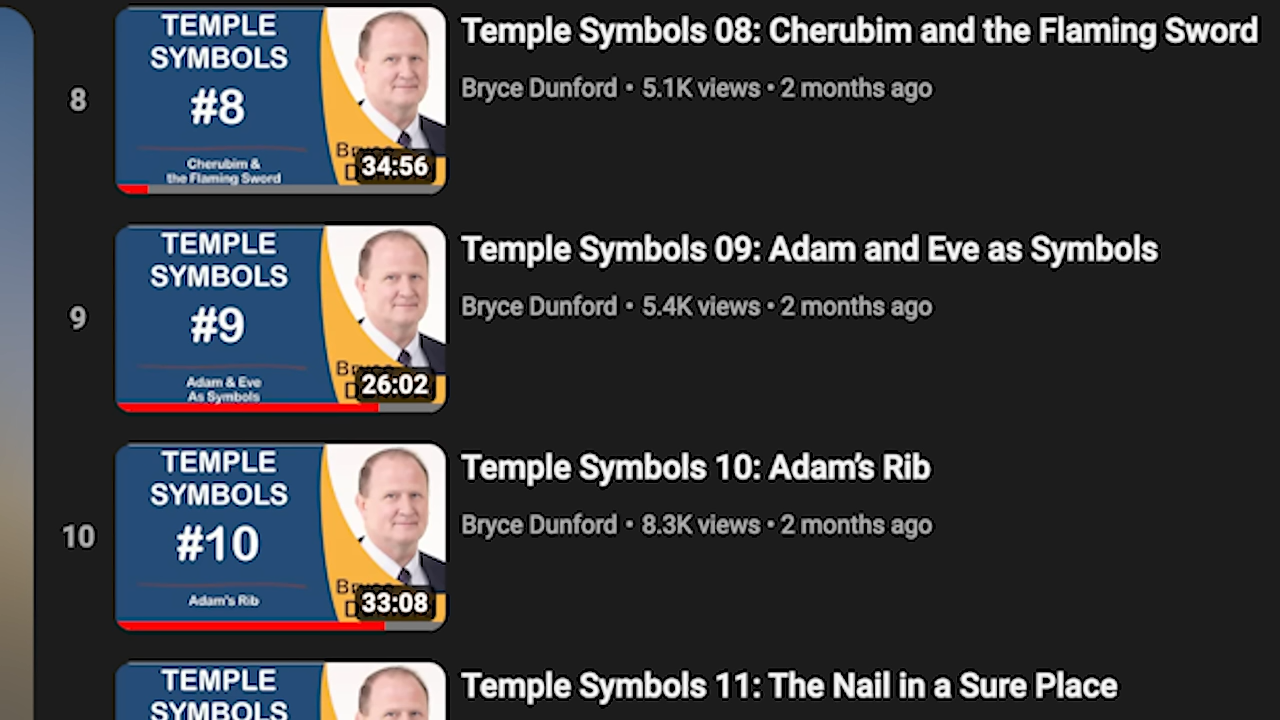 8
TEMPLE
SYMBOLS
#8
Cherubim &
the Flaming Sword
34:56
Temple Symbols 08: Cherubim and the Flaming Sword
Bryce Dunford • 5.1K views • 2 months ago
9
TEMPLE
SYMBOLS
#9
Adam & Eve
As Symbols
26:02
Temple Symbols 09: Adam and Eve as Symbols
Bryce Dunford • 5.4K views • 2 months ago
10
TEMPLE
SYMBOLS
#10
Adam's Rib
33:08
Temple Symbols 10: Adam's Rib
Bryce Dunford • 8.3K views • 2 months ago
TEMPLE
SYMBOLS
Temple Symbols 11: The Nail in a Sure Place